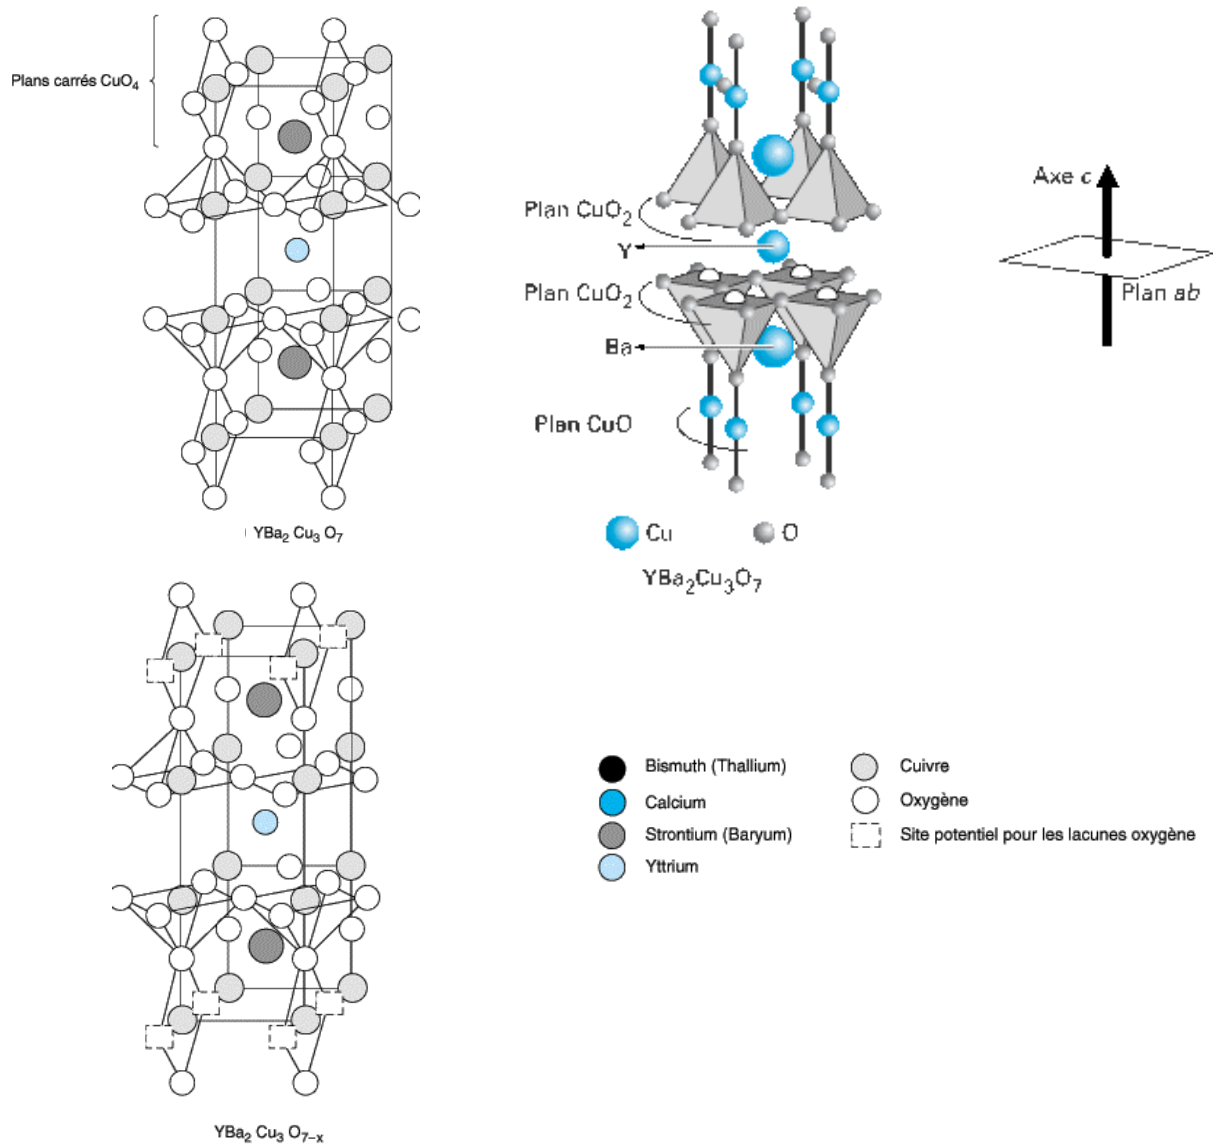 Plans carrés CuO₄
YBa₂ Cu₃ O₇
Axe c
Plan CuO₂
Y
Plan CuO₂
Plan ab
Ba
Plan CuO
Cu
O
YBa₂Cu₃O₇
Bismuth (Thallium)
Calcium
Strontium (Baryum)
Yttrium
Cuivre
Oxygène
Site potentiel pour les lacunes oxygène
YBa₂ Cu₃ O₇₋ₓ